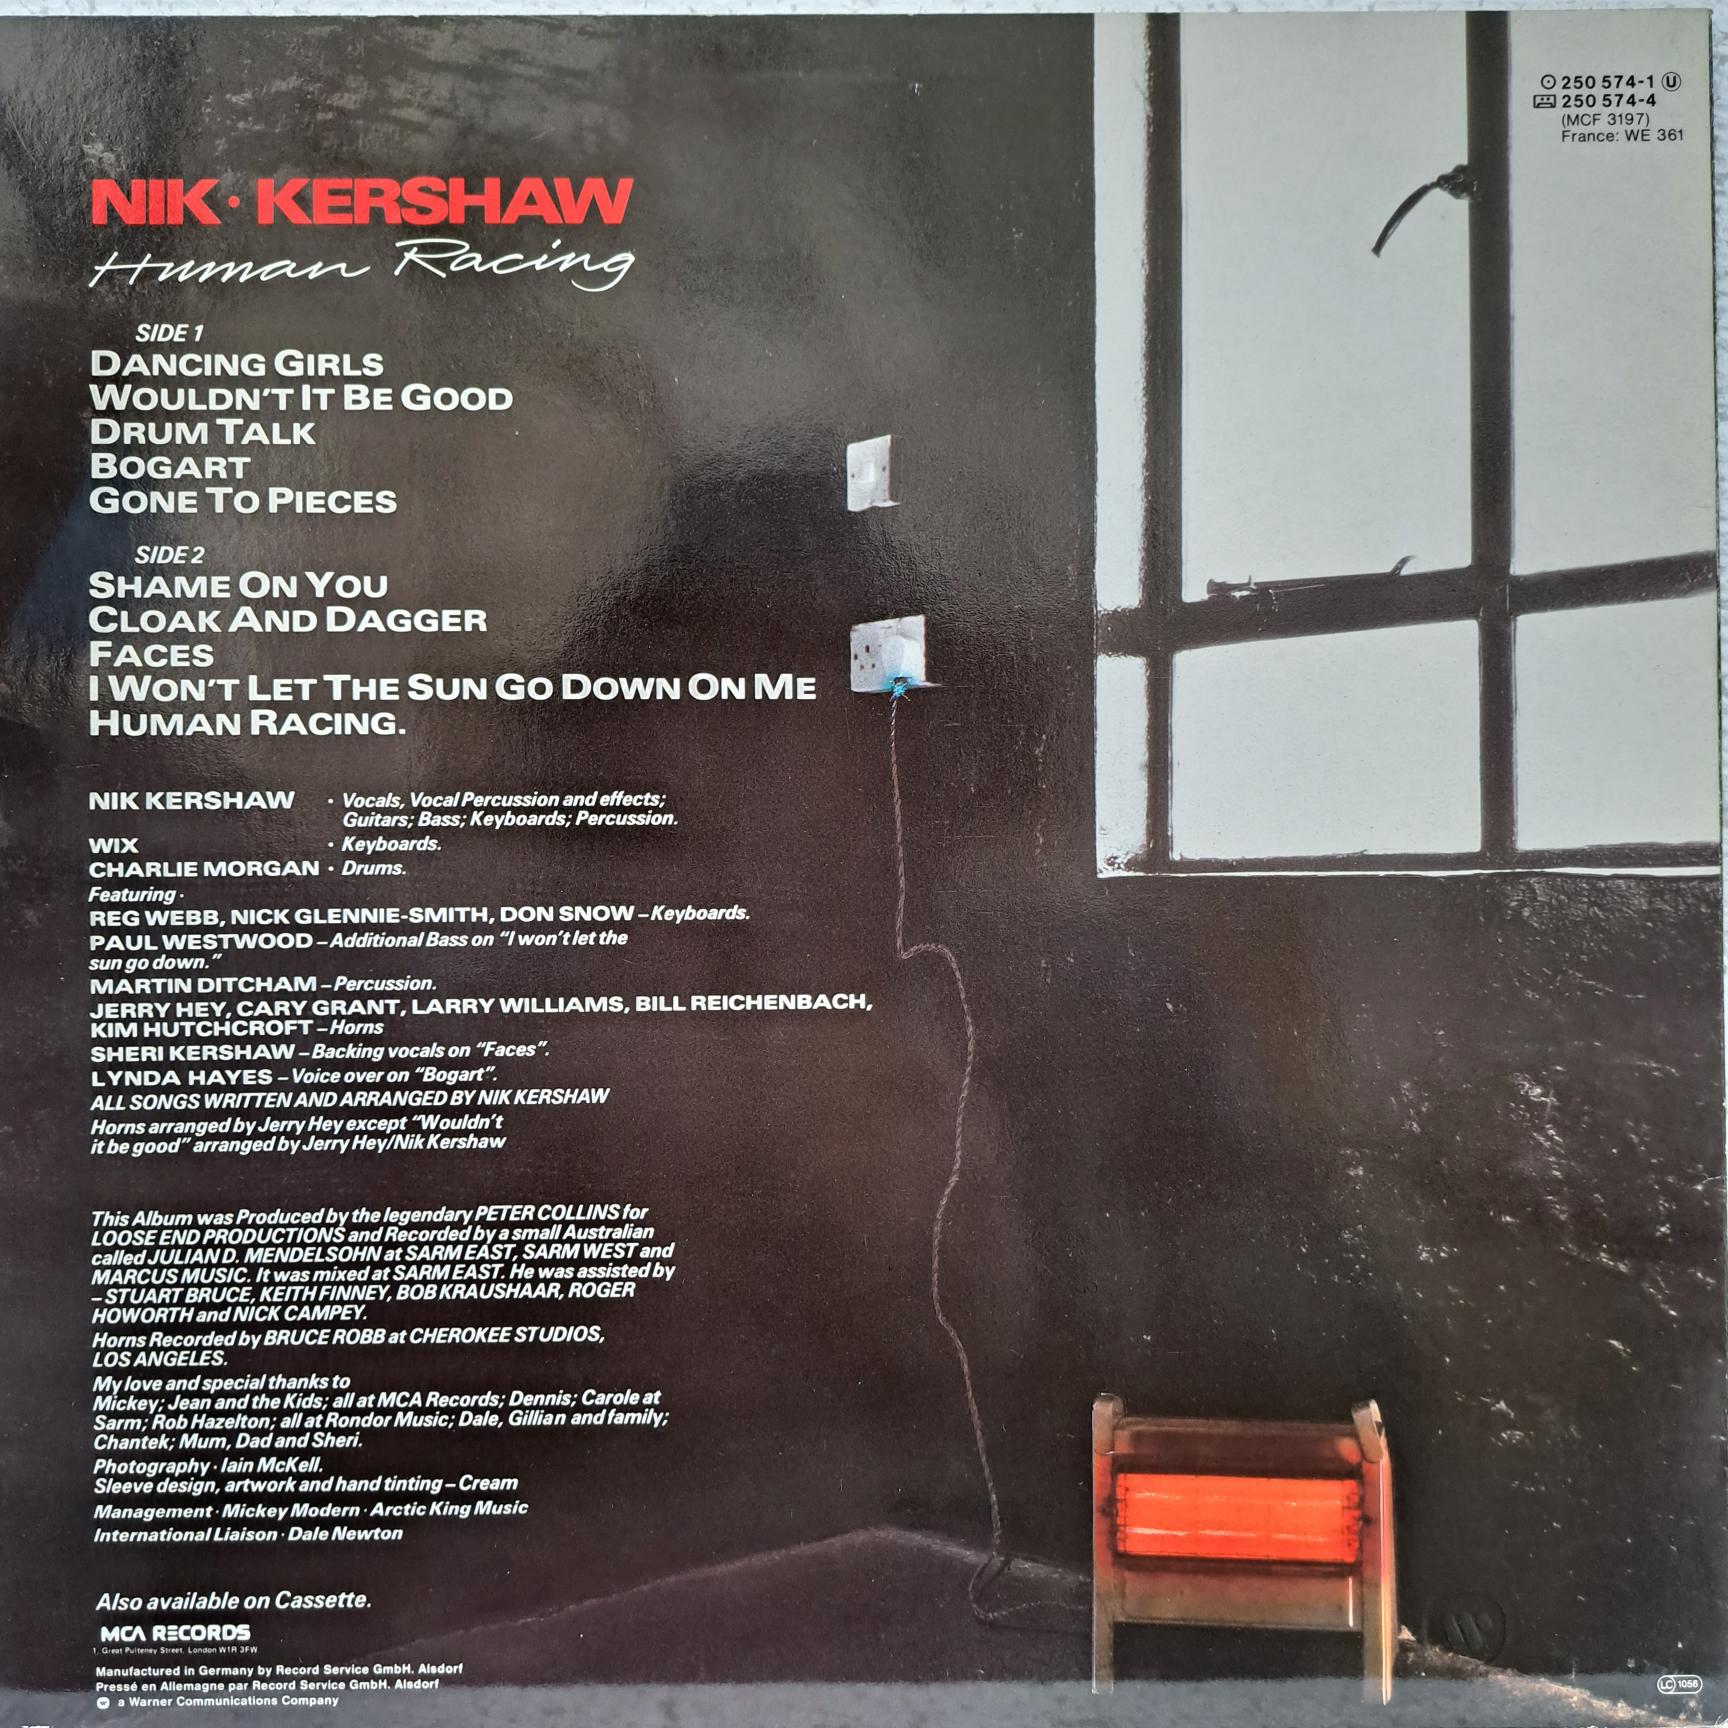 250 574-1 U
250 574-4
(MCF 3197)
France: WE 361
NIK · KERSHAW
Human Racing
SIDE 1
DANCING GIRLS
WOULDN'T IT BE GOOD
DRUM TALK
BOGART
GONE TO PIECES
SIDE 2
SHAME ON YOU
CLOAK AND DAGGER
FACES
I WON'T LET THE SUN GO DOWN ON ME
HUMAN RACING.
NIK KERSHAW · Vocals, Vocal Percussion and effects;
Guitars; Bass; Keyboards; Percussion.
WIX · Keyboards.
CHARLIE MORGAN · Drums.
Featuring ·
REG WEBB, NICK GLENNIE-SMITH, DON SNOW – Keyboards.
PAUL WESTWOOD – Additional Bass on "I won't let the
sun go down."
MARTIN DITCHAM – Percussion.
JERRY HEY, CARY GRANT, LARRY WILLIAMS, BILL REICHENBACH,
KIM HUTCHCROFT – Horns
SHERI KERSHAW – Backing vocals on "Faces".
LYNDA HAYES – Voice over on "Bogart".
ALL SONGS WRITTEN AND ARRANGED BY NIK KERSHAW
Horns arranged by Jerry Hey except "Wouldn't
it be good" arranged by Jerry Hey/Nik Kershaw
This Album was Produced by the legendary PETER COLLINS for
LOOSE END PRODUCTIONS and Recorded by a small Australian
called JULIAN D. MENDELSOHN at SARM EAST, SARM WEST and
MARCUS MUSIC. It was mixed at SARM EAST. He was assisted by
– STUART BRUCE, KEITH FINNEY, BOB KRAUSHAAR, ROGER
HOWORTH and NICK CAMPEY.
Horns Recorded by BRUCE ROBB at CHEROKEE STUDIOS,
LOS ANGELES.
My love and special thanks to
Mickey; Jean and the Kids; all at MCA Records; Dennis; Carole at
Sarm; Rob Hazelton; all at Rondor Music; Dale, Gillian and family;
Chantek; Mum, Dad and Sheri.
Photography · Iain McKell.
Sleeve design, artwork and hand tinting – Cream
Management · Mickey Modern · Arctic King Music
International Liaison · Dale Newton
Also available on Cassette.
MCA RECORDS
1, Great Pulteney Street, London W1R 3FW
Manufactured in Germany by Record Service GmbH. Alsdorf
Pressé en Allemagne par Record Service GmbH. Alsdorf
a Warner Communications Company
LC 1056